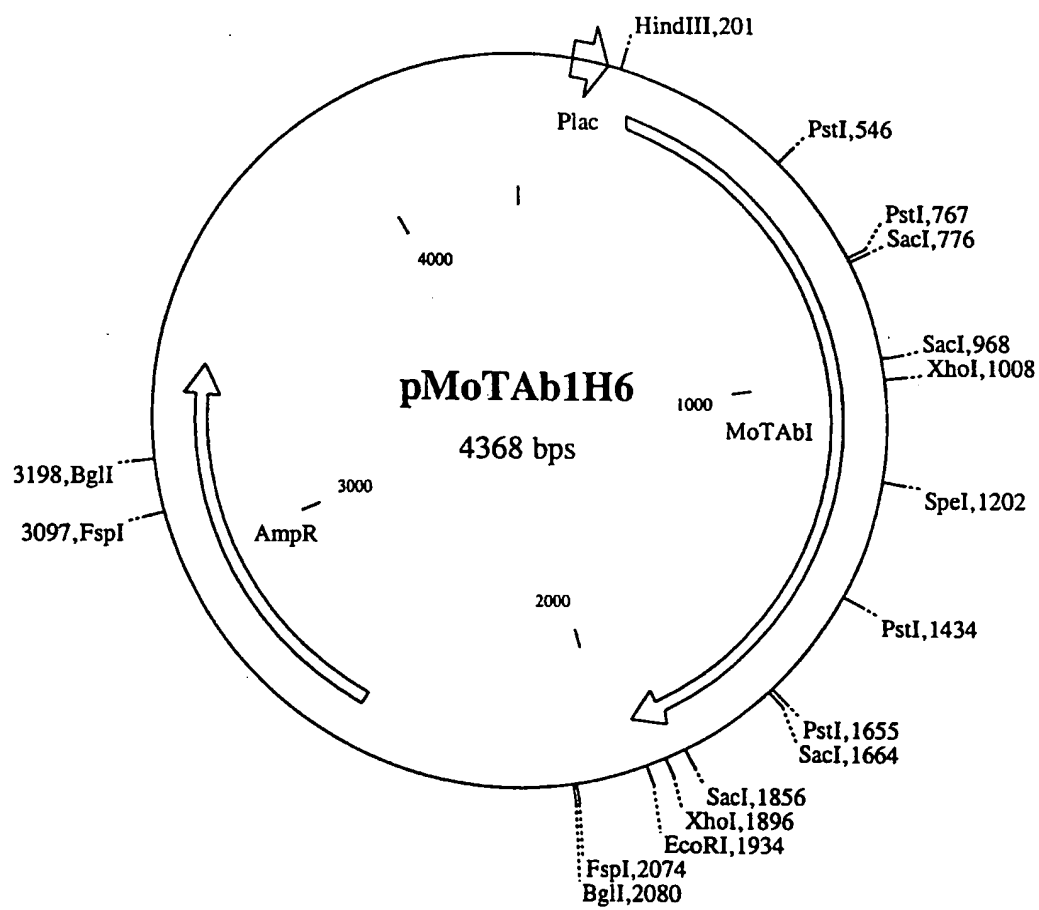 HindIII,201
Plac
PstI,546
PstI,767
SacI,776
4000
SacI,968
XhoI,1008
pMoTAb1H6
1000
MoTAbI
4368 bps
3198,BglI
3000
SpeI,1202
3097,FspI
AmpR
2000
PstI,1434
PstI,1655
SacI,1664
SacI,1856
XhoI,1896
EcoRI,1934
FspI,2074
BglI,2080